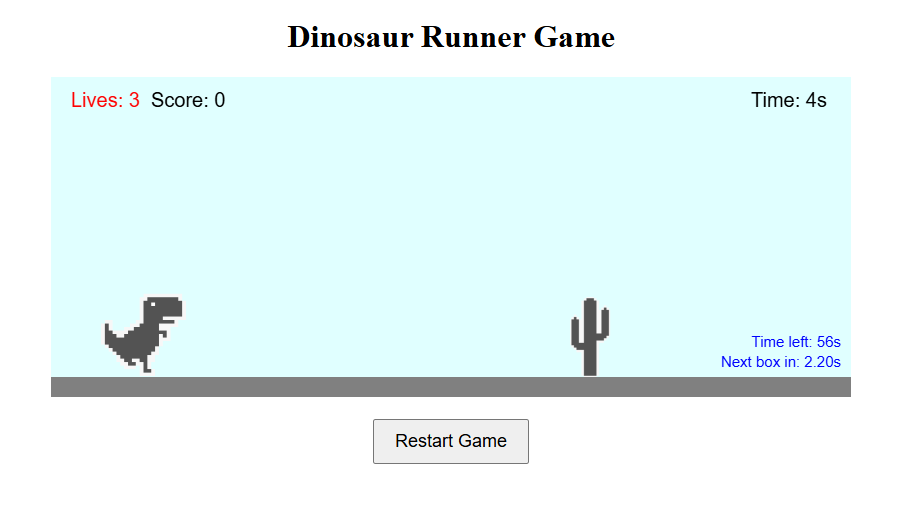 Dinosaur Runner Game
Lives: 3 Score: 0
Time: 4s
Time left: 56s
Next box in: 2.20s
Restart Game